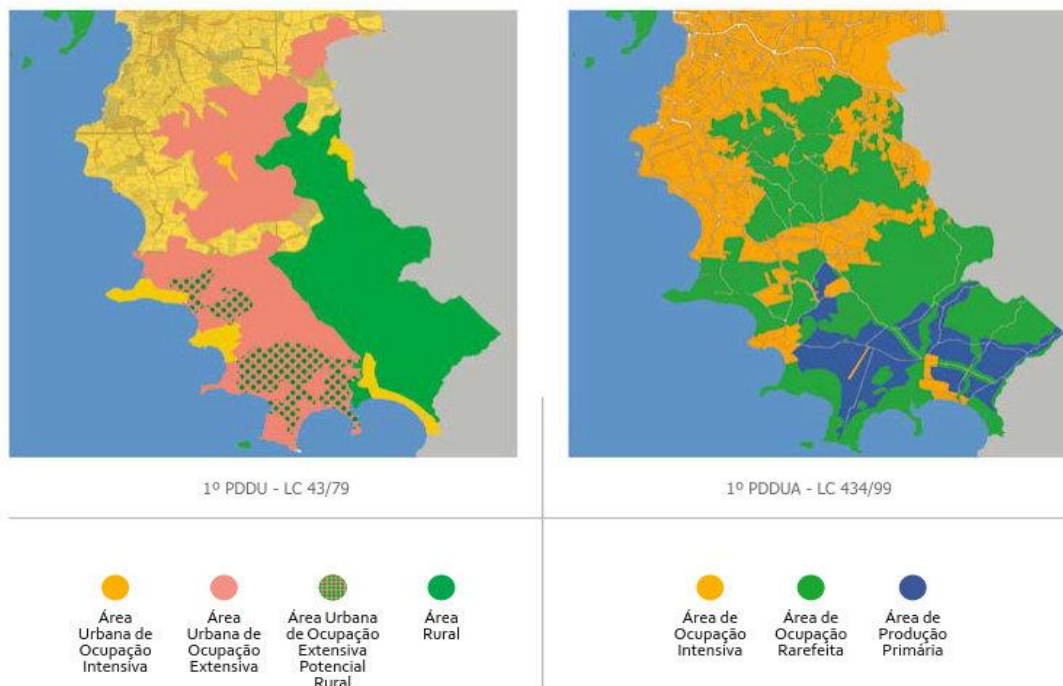 1º PDDU - LC 43/79
1º PDDUA - LC 434/99
Área
Urbana de
Ocupação
Intensiva
Área
Urbana de
Ocupação
Extensiva
Área Urbana
de Ocupação
Extensiva
Potencial
Rural
Área
Rural
Área de
Ocupação
Intensiva
Área de
Ocupação
Rarefeita
Área de
Produção
Primária